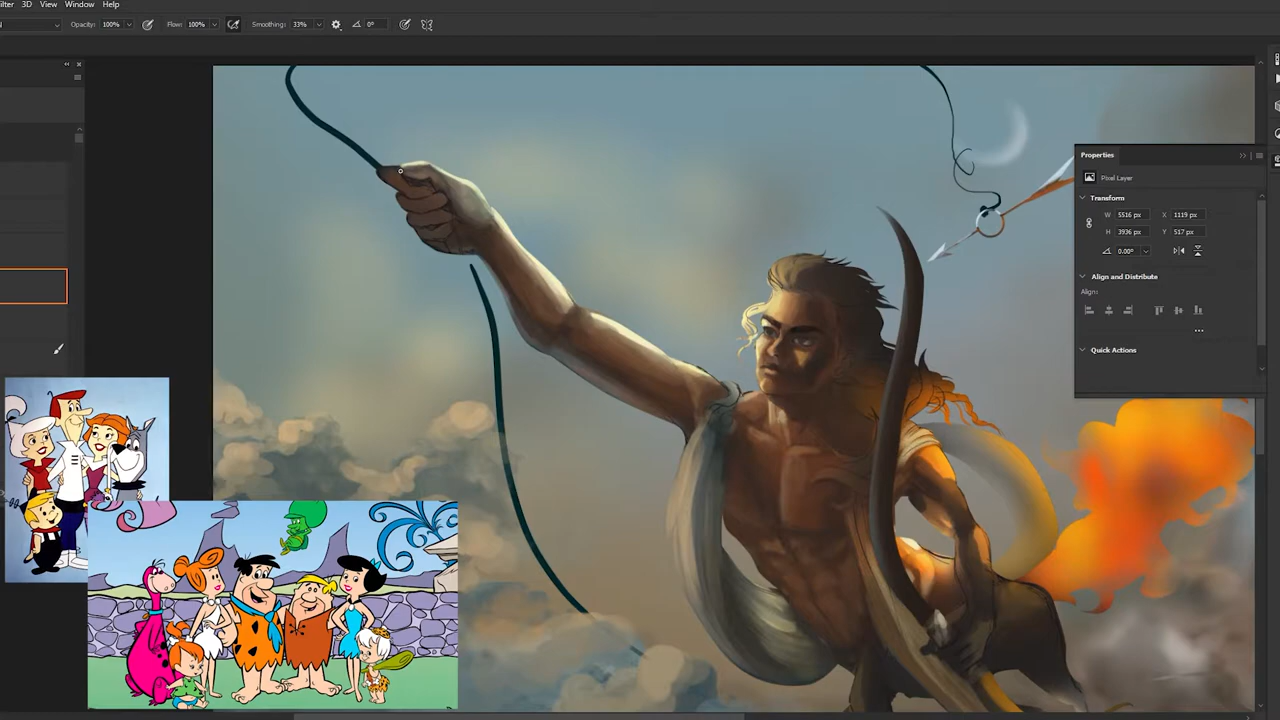 3D View Window Help
Opacity: 100% Flow: 100% Smoothing: 33% 0°
Properties
Pixel Layer
Transform
W 5516 px X 1119 px
H 3936 px Y 517 px
0.00°
Align and Distribute
Align:
Quick Actions